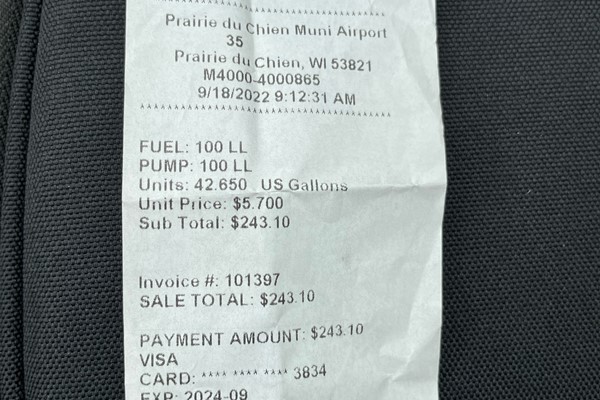 Prairie du Chien Muni Airport
35
Prairie du Chien, WI 53821
M4000-4000865
9/18/2022 9:12:31 AM
FUEL: 100 LL
PUMP: 100 LL
Units: 42.650 US Gallons
Unit Price: $5.700
Sub Total: $243.10
Invoice #: 101397
SALE TOTAL: $243.10
PAYMENT AMOUNT: $243.10
VISA
CARD: **** **** **** 3834
EXP: 2024-09